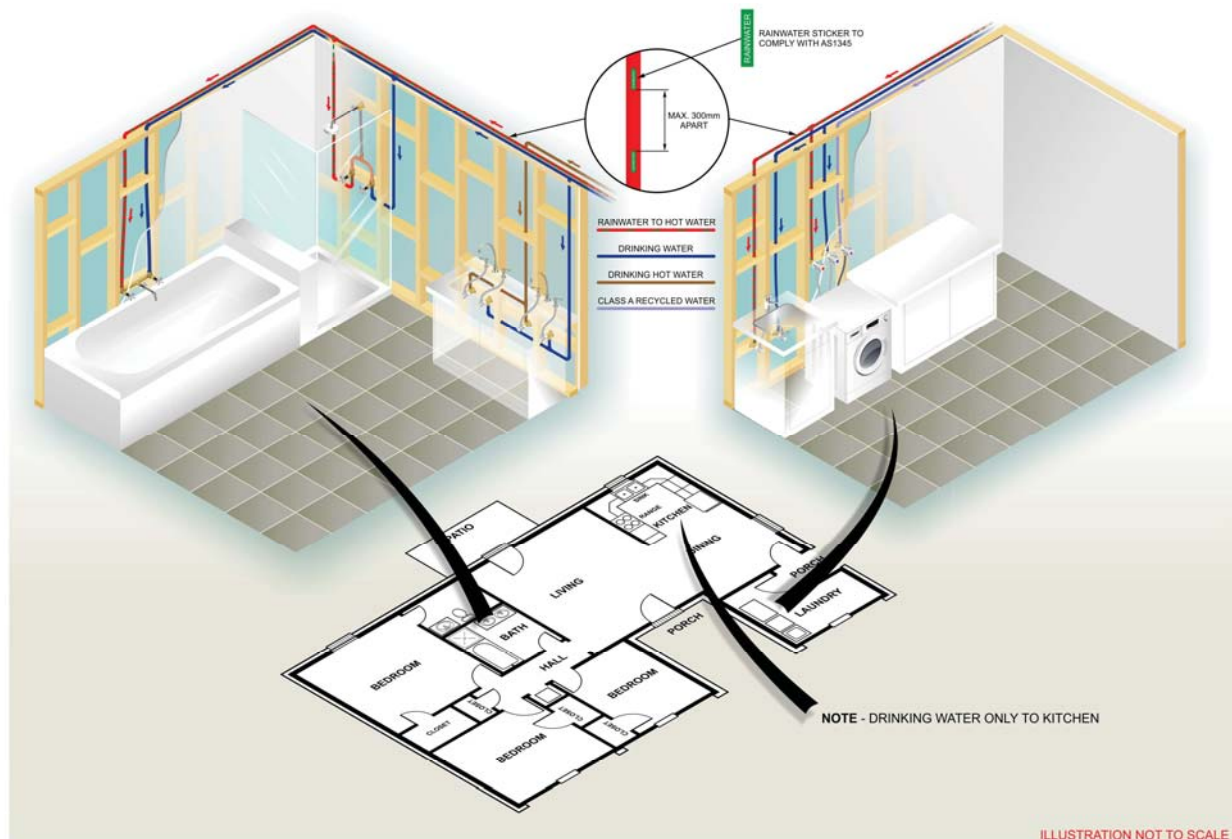 RAINWATER
RAINWATER STICKER TO
COMPLY WITH AS1345
MAX. 300mm
APART
RAINWATER TO HOT WATER
DRINKING WATER
DRINKING HOT WATER
CLASS A RECYCLED WATER
PATIO
SINK
RANGE
KITCHEN
DINING
LIVING
PORCH
LAUNDRY
BATH
PORCH
HALL
BEDROOM
BEDROOM
CLOSET
CLOSET
CLOSET
CLOSET
BEDROOM
NOTE - DRINKING WATER ONLY TO KITCHEN
ILLUSTRATION NOT TO SCALE